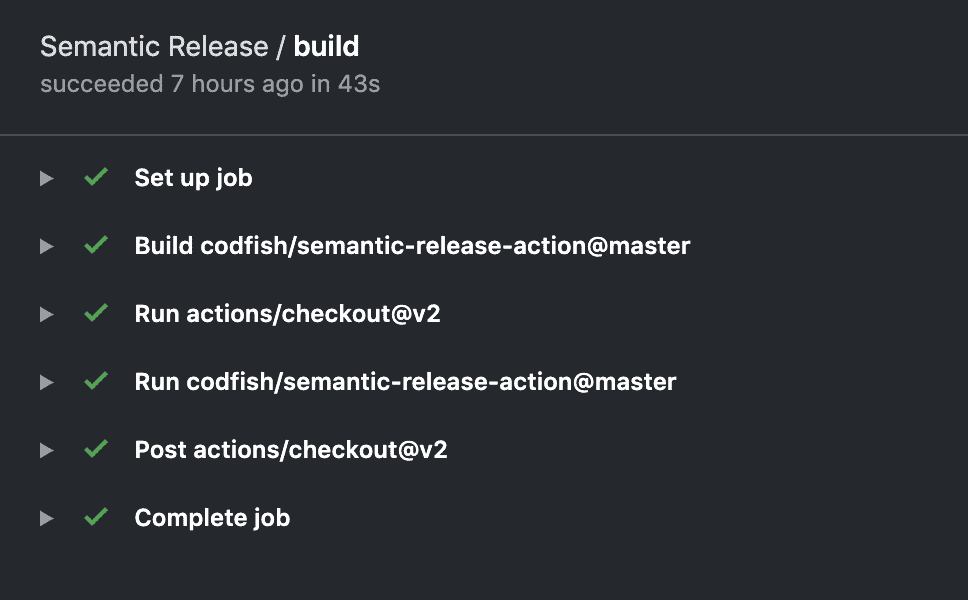 Semantic Release / build
succeeded 7 hours ago in 43s
Set up job
Build codfish/semantic-release-action@master
Run actions/checkout@v2
Run codfish/semantic-release-action@master
Post actions/checkout@v2
Complete job